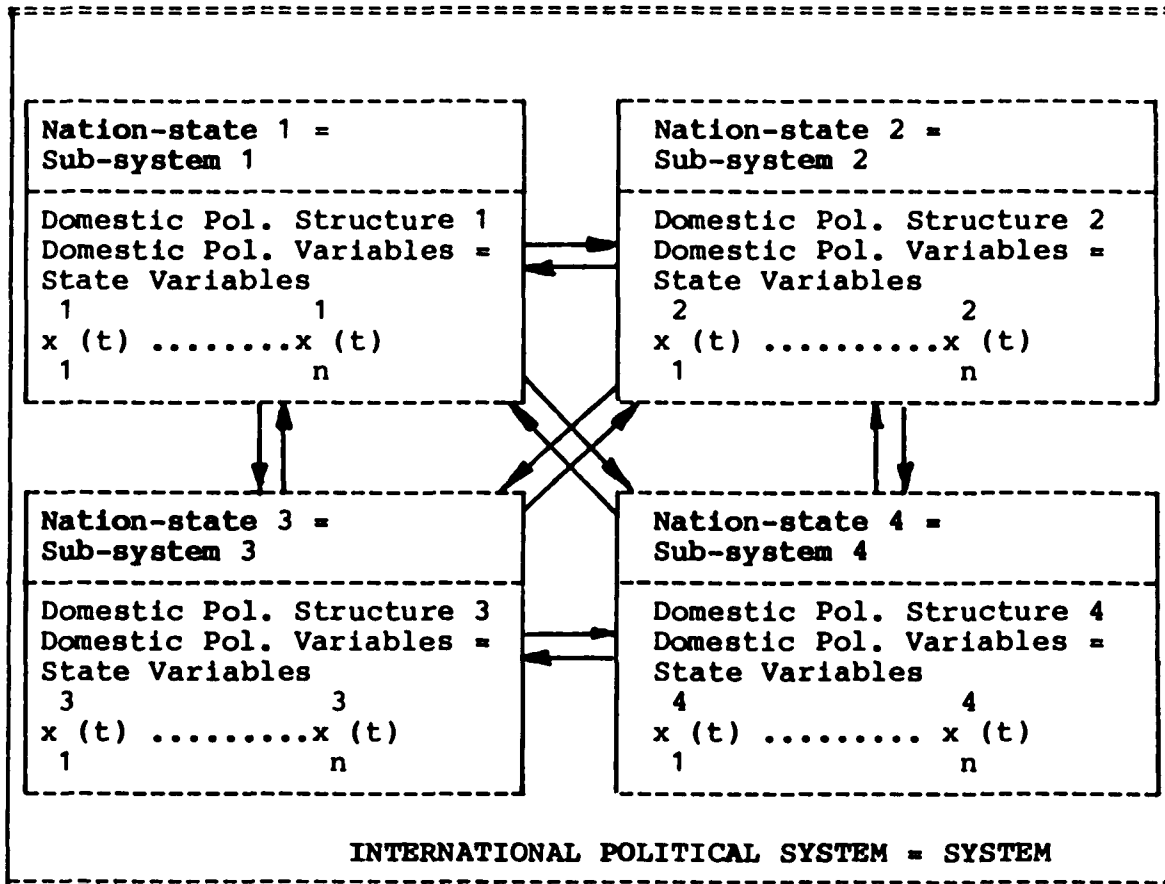 Nation-state 1 =
Sub-system 1
Domestic Pol. Structure 1
Domestic Pol. Variables =
State Variables
1 1
x (t) ........x (t)
1 n
Nation-state 2 =
Sub-system 2
Domestic Pol. Structure 2
Domestic Pol. Variables =
State Variables
2 2
x (t) ..........x (t)
1 n
Nation-state 3 =
Sub-system 3
Domestic Pol. Structure 3
Domestic Pol. Variables =
State Variables
3 3
x (t) .........x (t)
1 n
Nation-state 4 =
Sub-system 4
Domestic Pol. Structure 4
Domestic Pol. Variables =
State Variables
4 4
x (t) ......... x (t)
1 n
INTERNATIONAL POLITICAL SYSTEM = SYSTEM